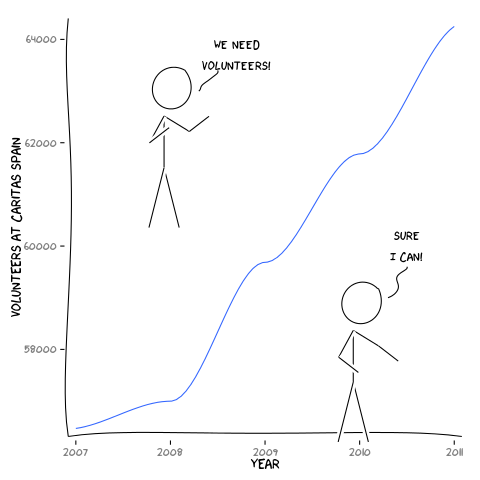 64000
62000
60000
58000
VOLUNTEERS AT CARITAS SPAIN
WE NEED
VOLUNTEERS!
SURE
I CAN!
2007 2008 2009 2010 2011
YEAR